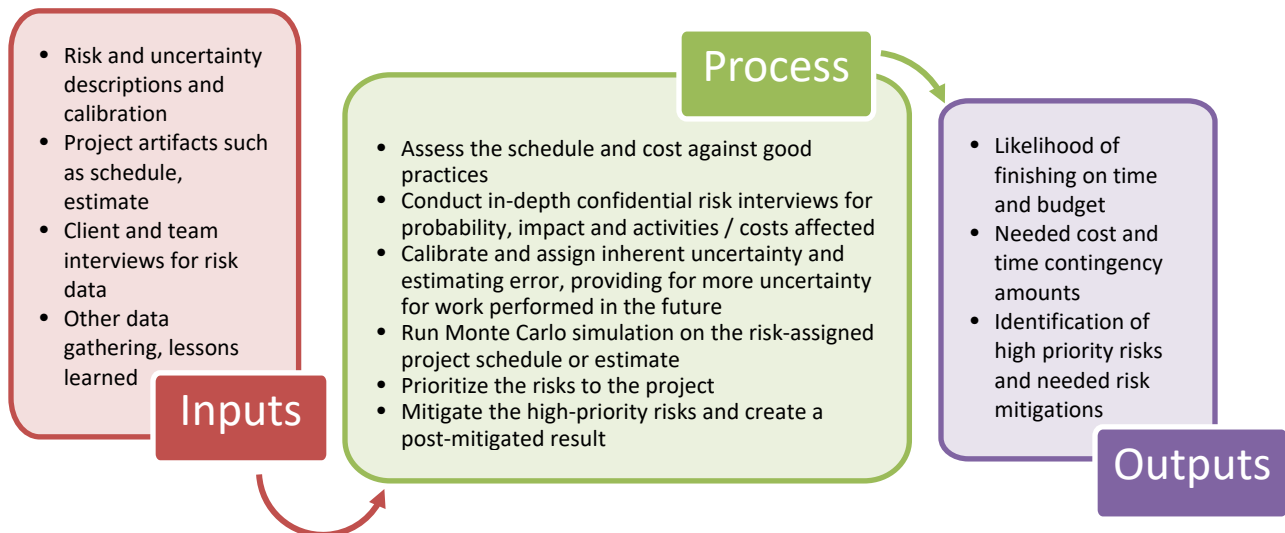 • Risk and uncertainty
descriptions and
calibration
• Project artifacts such
as schedule,
estimate
• Client and team
interviews for risk
data
• Other data
gathering, lessons
learned
Inputs
Process
• Assess the schedule and cost against good
practices
• Conduct in-depth confidential risk interviews for
probability, impact and activities / costs affected
• Calibrate and assign inherent uncertainty and
estimating error, providing for more uncertainty
for work performed in the future
• Run Monte Carlo simulation on the risk-assigned
project schedule or estimate
• Prioritize the risks to the project
• Mitigate the high-priority risks and create a
post-mitigated result
• Likelihood of
finishing on time
and budget
• Needed cost and
time contingency
amounts
• Identification of
high priority risks
and needed risk
mitigations
Outputs